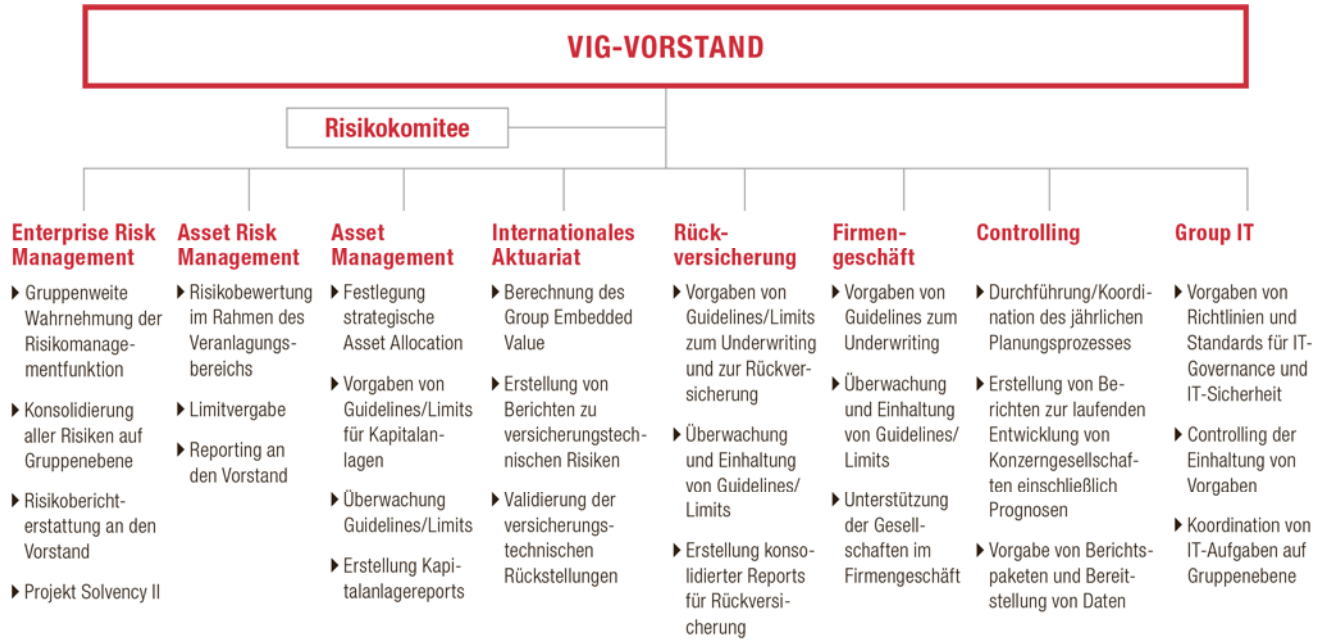 VIG-VORSTAND
Risikokomitee
Enterprise Risk
Management
▶ Gruppenweite
Wahrnehmung der
Risikomanage-
mentfunktion
▶ Konsolidierung
aller Risiken auf
Gruppenebene
▶ Risikobericht-
erstattung an den
Vorstand
▶ Projekt Solvency II
Asset Risk
Management
▶ Risikobewertung
im Rahmen des
Veranlagungs-
bereichs
▶ Limitvergabe
▶ Reporting an
den Vorstand
Asset
Management
▶ Festlegung
strategische
Asset Allocation
▶ Vorgaben von
Guidelines/Limits
für Kapitalan-
lagen
▶ Überwachung
Guidelines/Limits
▶ Erstellung Kapi-
talanlagereports
Internationales
Aktuariat
▶ Berechnung des
Group Embedded
Value
▶ Erstellung von
Berichten zu
versicherungstech-
nischen Risiken
▶ Validierung der
versicherungs-
technischen
Rückstellungen
Rück-
versicherung
▶ Vorgaben von
Guidelines/Limits
zum Underwriting
und zur Rückver-
sicherung
▶ Überwachung
und Einhaltung
von Guidelines/
Limits
▶ Erstellung konso-
lidierter Reports
für Rückversi-
cherung
Firmen-
geschäft
▶ Vorgaben von
Guidelines zum
Underwriting
▶ Überwachung
und Einhaltung
von Guidelines/
Limits
▶ Unterstützung
der Gesell-
schaften im
Firmengeschäft
Controlling
▶ Durchführung/Koordi-
nation des jährlichen
Planungsprozesses
▶ Erstellung von Be-
richten zur laufenden
Entwicklung von
Konzerngesellschaf-
ten einschließlich
Prognosen
▶ Vorgabe von Berichts-
paketen und Bereit-
stellung von Daten
Group IT
▶ Vorgaben von
Richtlinien und
Standards für IT-
Governance und
IT-Sicherheit
▶ Controlling der
Einhaltung von
Vorgaben
▶ Koordination von
IT-Aufgaben auf
Gruppenebene